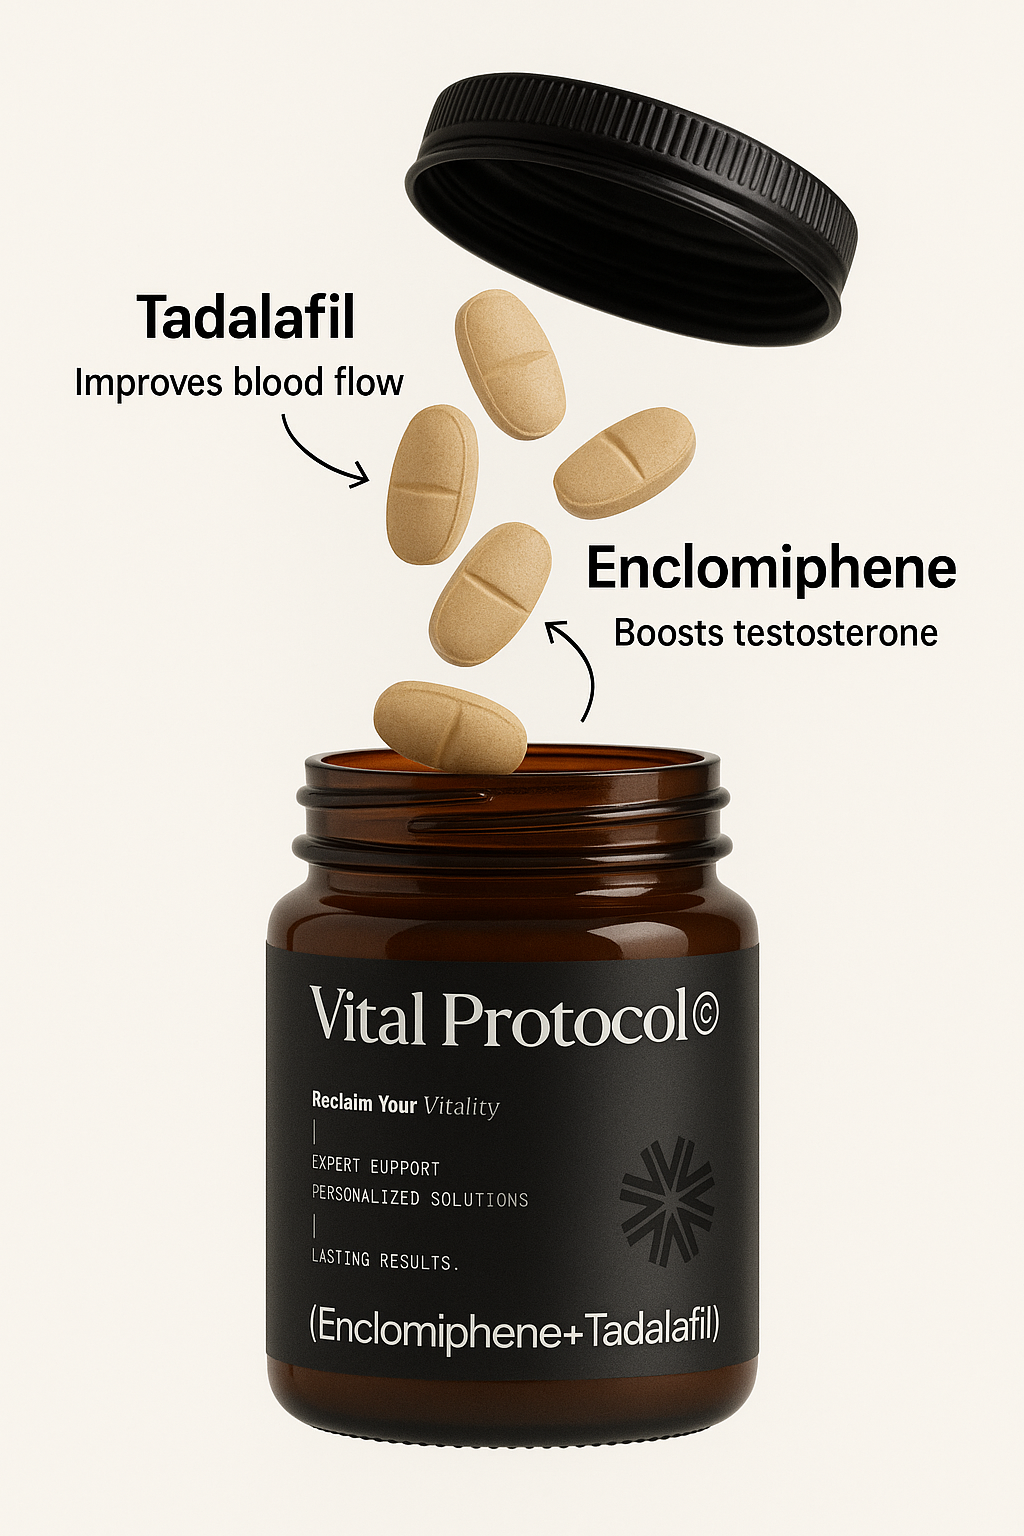 Tadalafil
Improves blood flow
Enclomiphene
Boosts testosterone
Vital Protocol©
Reclaim Your Vitality
EXPERT EUPPORT
PERSONALIZED SOLUTIONS
LASTING RESULTS.
(Enclomiphene+Tadalafil)